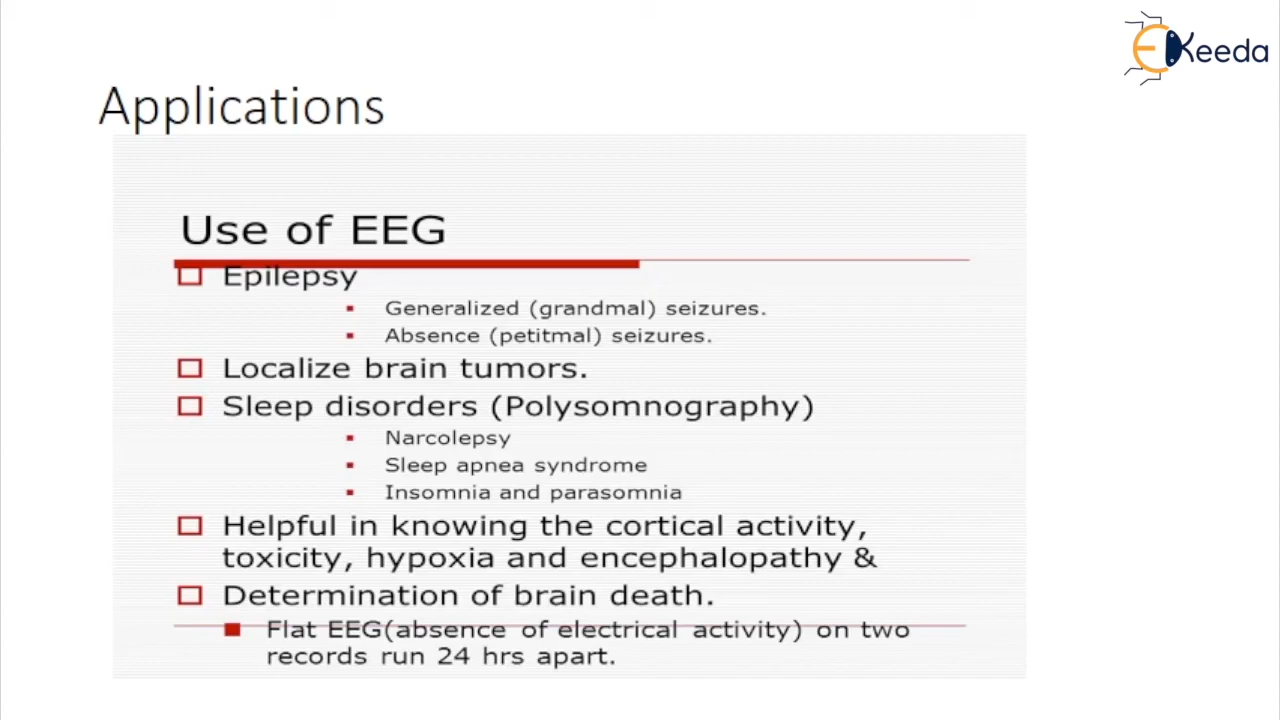 EKeeda
Applications
Use of EEG
Epilepsy
Generalized (grandmal) seizures.
Absence (petitmal) seizures.
Localize brain tumors.
Sleep disorders (Polysomnography)
Narcolepsy
Sleep apnea syndrome
Insomnia and parasomnia
Helpful in knowing the cortical activity,
toxicity, hypoxia and encephalopathy &
Determination of brain death.
Flat EEG(absence of electrical activity) on two
records run 24 hrs apart.